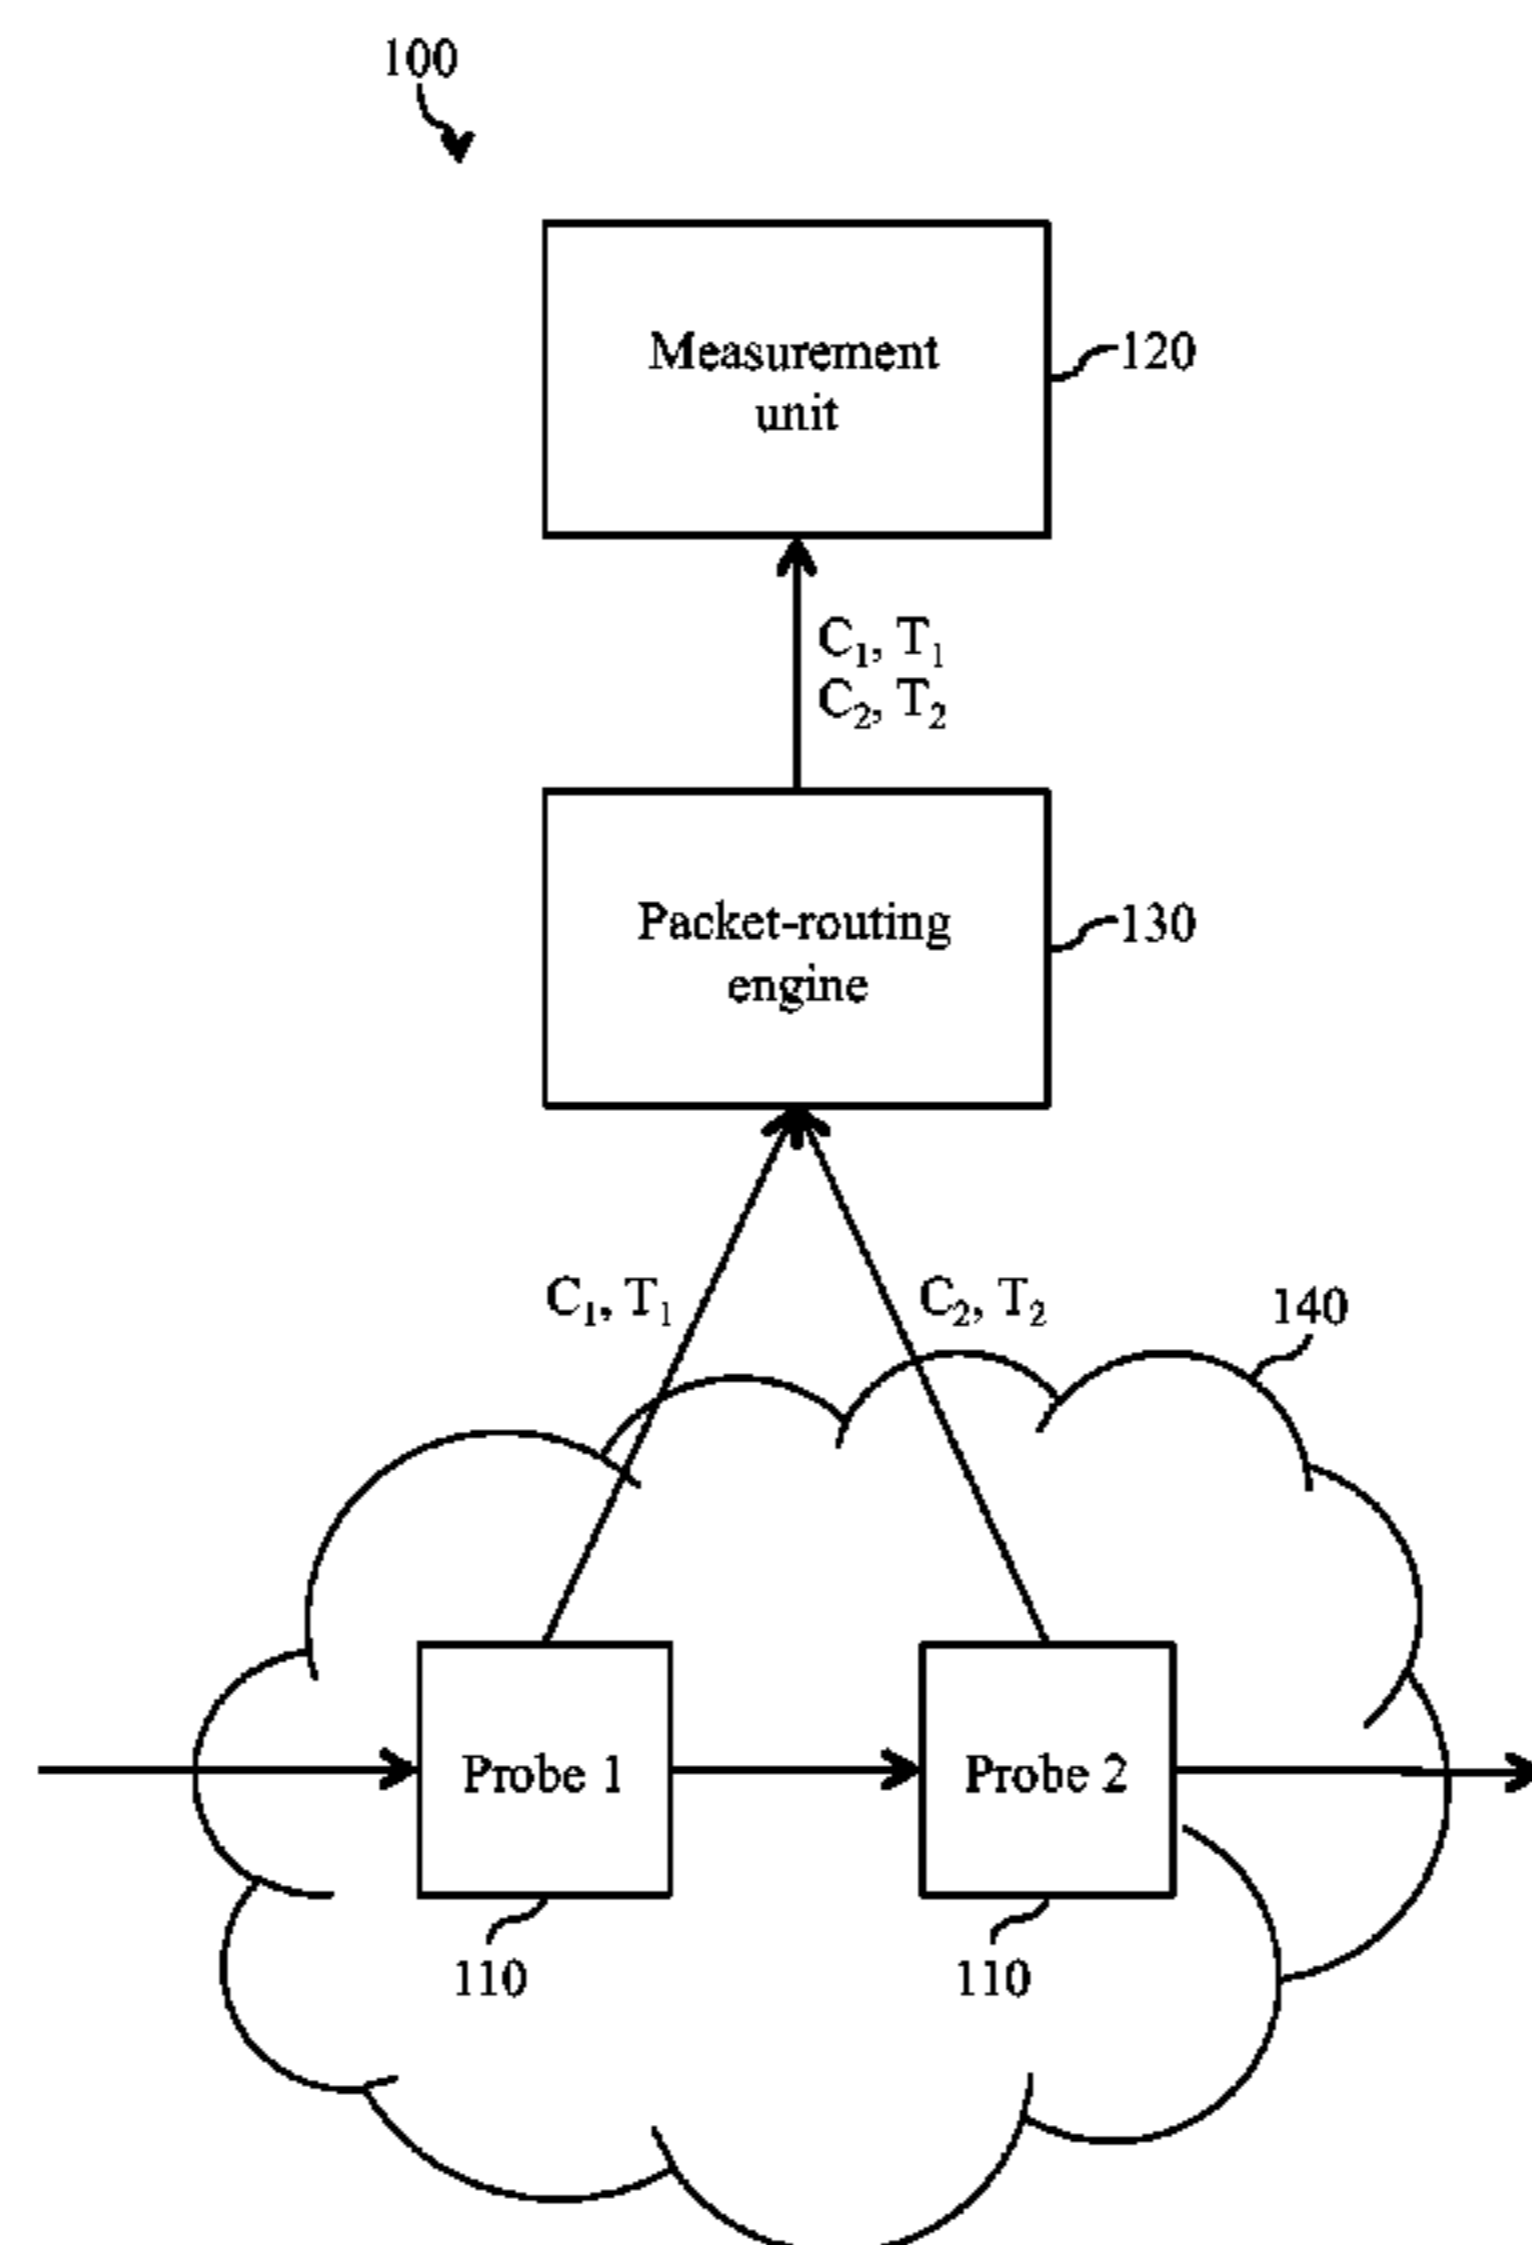 100
Measurement
unit
120
C₁, T₁
C₂, T₂
Packet-routing
engine
130
C₁, T₁
C₂, T₂
140
Probe 1
Probe 2
110
110